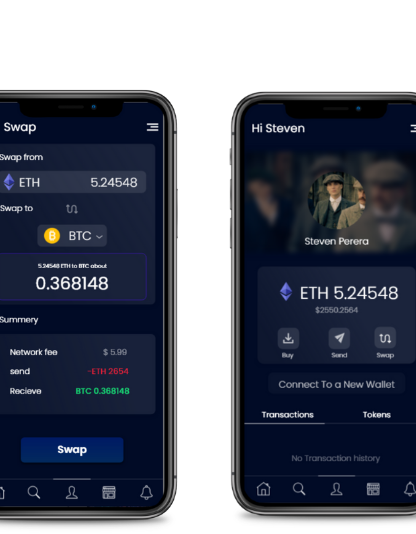 Swap
Swap from
ETH 5.24548
Swap to
BTC
5.24548 ETH to BTC about
0.368148
Summery
Network fee $ 5.99
send -ETH 2654
Recieve BTC 0.368148
Swap
Hi Steven
Steven Perera
ETH 5.24548
$2550.2564
Buy Send Swap
Connect To a New Wallet
Transactions Tokens
No Transaction history